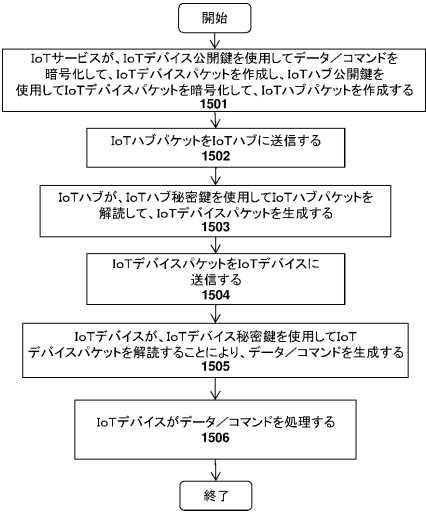 開始
IoTサービスが、IoTデバイス公開鍵を使用してデータ／コマンドを
暗号化して、IoTデバイスパケットを作成し、IoTハブ公開鍵を
使用してIoTデバイスパケットを暗号化して、IoTハブパケットを作成する
1501
IoTハブパケットをIoTハブに送信する
1502
IoTハブが、IoTハブ秘密鍵を使用してIoTハブパケットを
解読して、IoTデバイスパケットを生成する
1503
IoTデバイスパケットをIoTデバイスに
送信する
1504
IoTデバイスが、IoTデバイス秘密鍵を使用してIoT
デバイスパケットを解読することにより、データ／コマンドを生成する
1505
IoTデバイスがデータ／コマンドを処理する
1506
終了